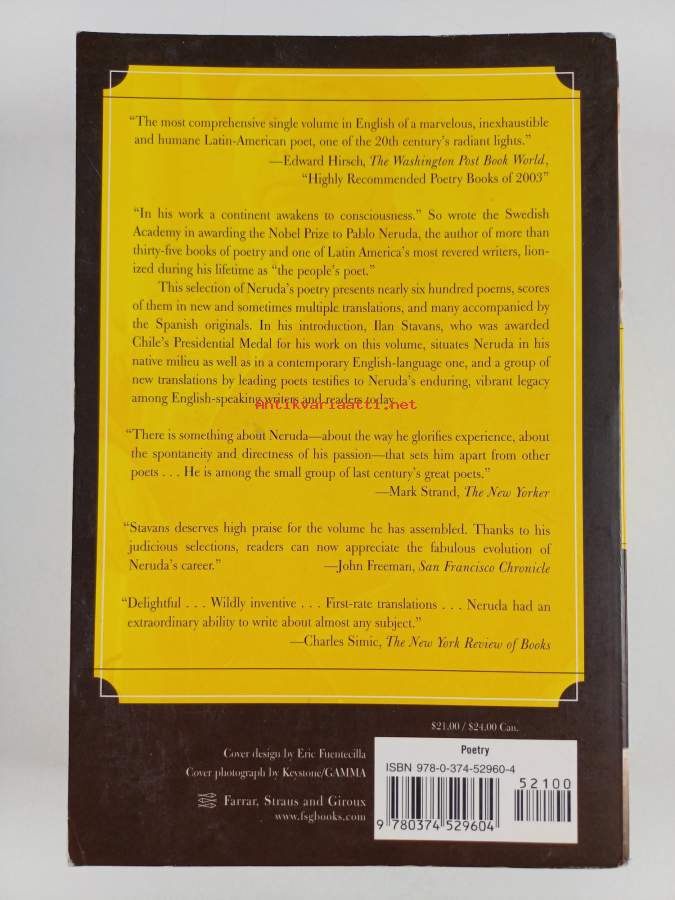 “The most comprehensive single volume in English of a marvelous, inexhaustible
and humane Latin-American poet, one of the 20th century’s radiant lights.”
—Edward Hirsch, The Washington Post Book World,
“Highly Recommended Poetry Books of 2003”
“In his work a continent awakens to consciousness.” So wrote the Swedish
Academy in awarding the Nobel Prize to Pablo Neruda, the author of more than
thirty-five books of poetry and one of Latin America’s most revered writers, lion-
ized during his lifetime as “the people’s poet.”
This selection of Neruda’s poetry presents nearly six hundred poems, scores
of them in new and sometimes multiple translations, and many accompanied by
the Spanish originals. In his introduction, Ilan Stavans, who was awarded
Chile’s Presidential Medal for his work on this volume, situates Neruda in his
native milieu as well as in a contemporary English-language one, and a group of
new translations by leading poets testifies to Neruda’s enduring, vibrant legacy
among English-speaking writers and readers today.
antikvariaatti.net
“There is something about Neruda—about the way he glorifies experience, about
the spontaneity and directness of his passion—that sets him apart from other
poets . . . He is among the small group of last century’s great poets.”
—Mark Strand, The New Yorker
“Stavans deserves high praise for the volume he has assembled. Thanks to his
judicious selections, readers can now appreciate the fabulous evolution of
Neruda’s career.” —John Freeman, San Francisco Chronicle
“Delightful . . . Wildly inventive . . . First-rate translations . . . Neruda had an
extraordinary ability to write about almost any subject.”
—Charles Simic, The New York Review of Books
$21.00 / $24.00 Can.
Cover design by Eric Fuentecilla
Cover photograph by Keystone/GAMMA
Farrar, Straus and Giroux
www.fsgbooks.com
Poetry
ISBN 978-0-374-52960-4
52100
9 780374 529604